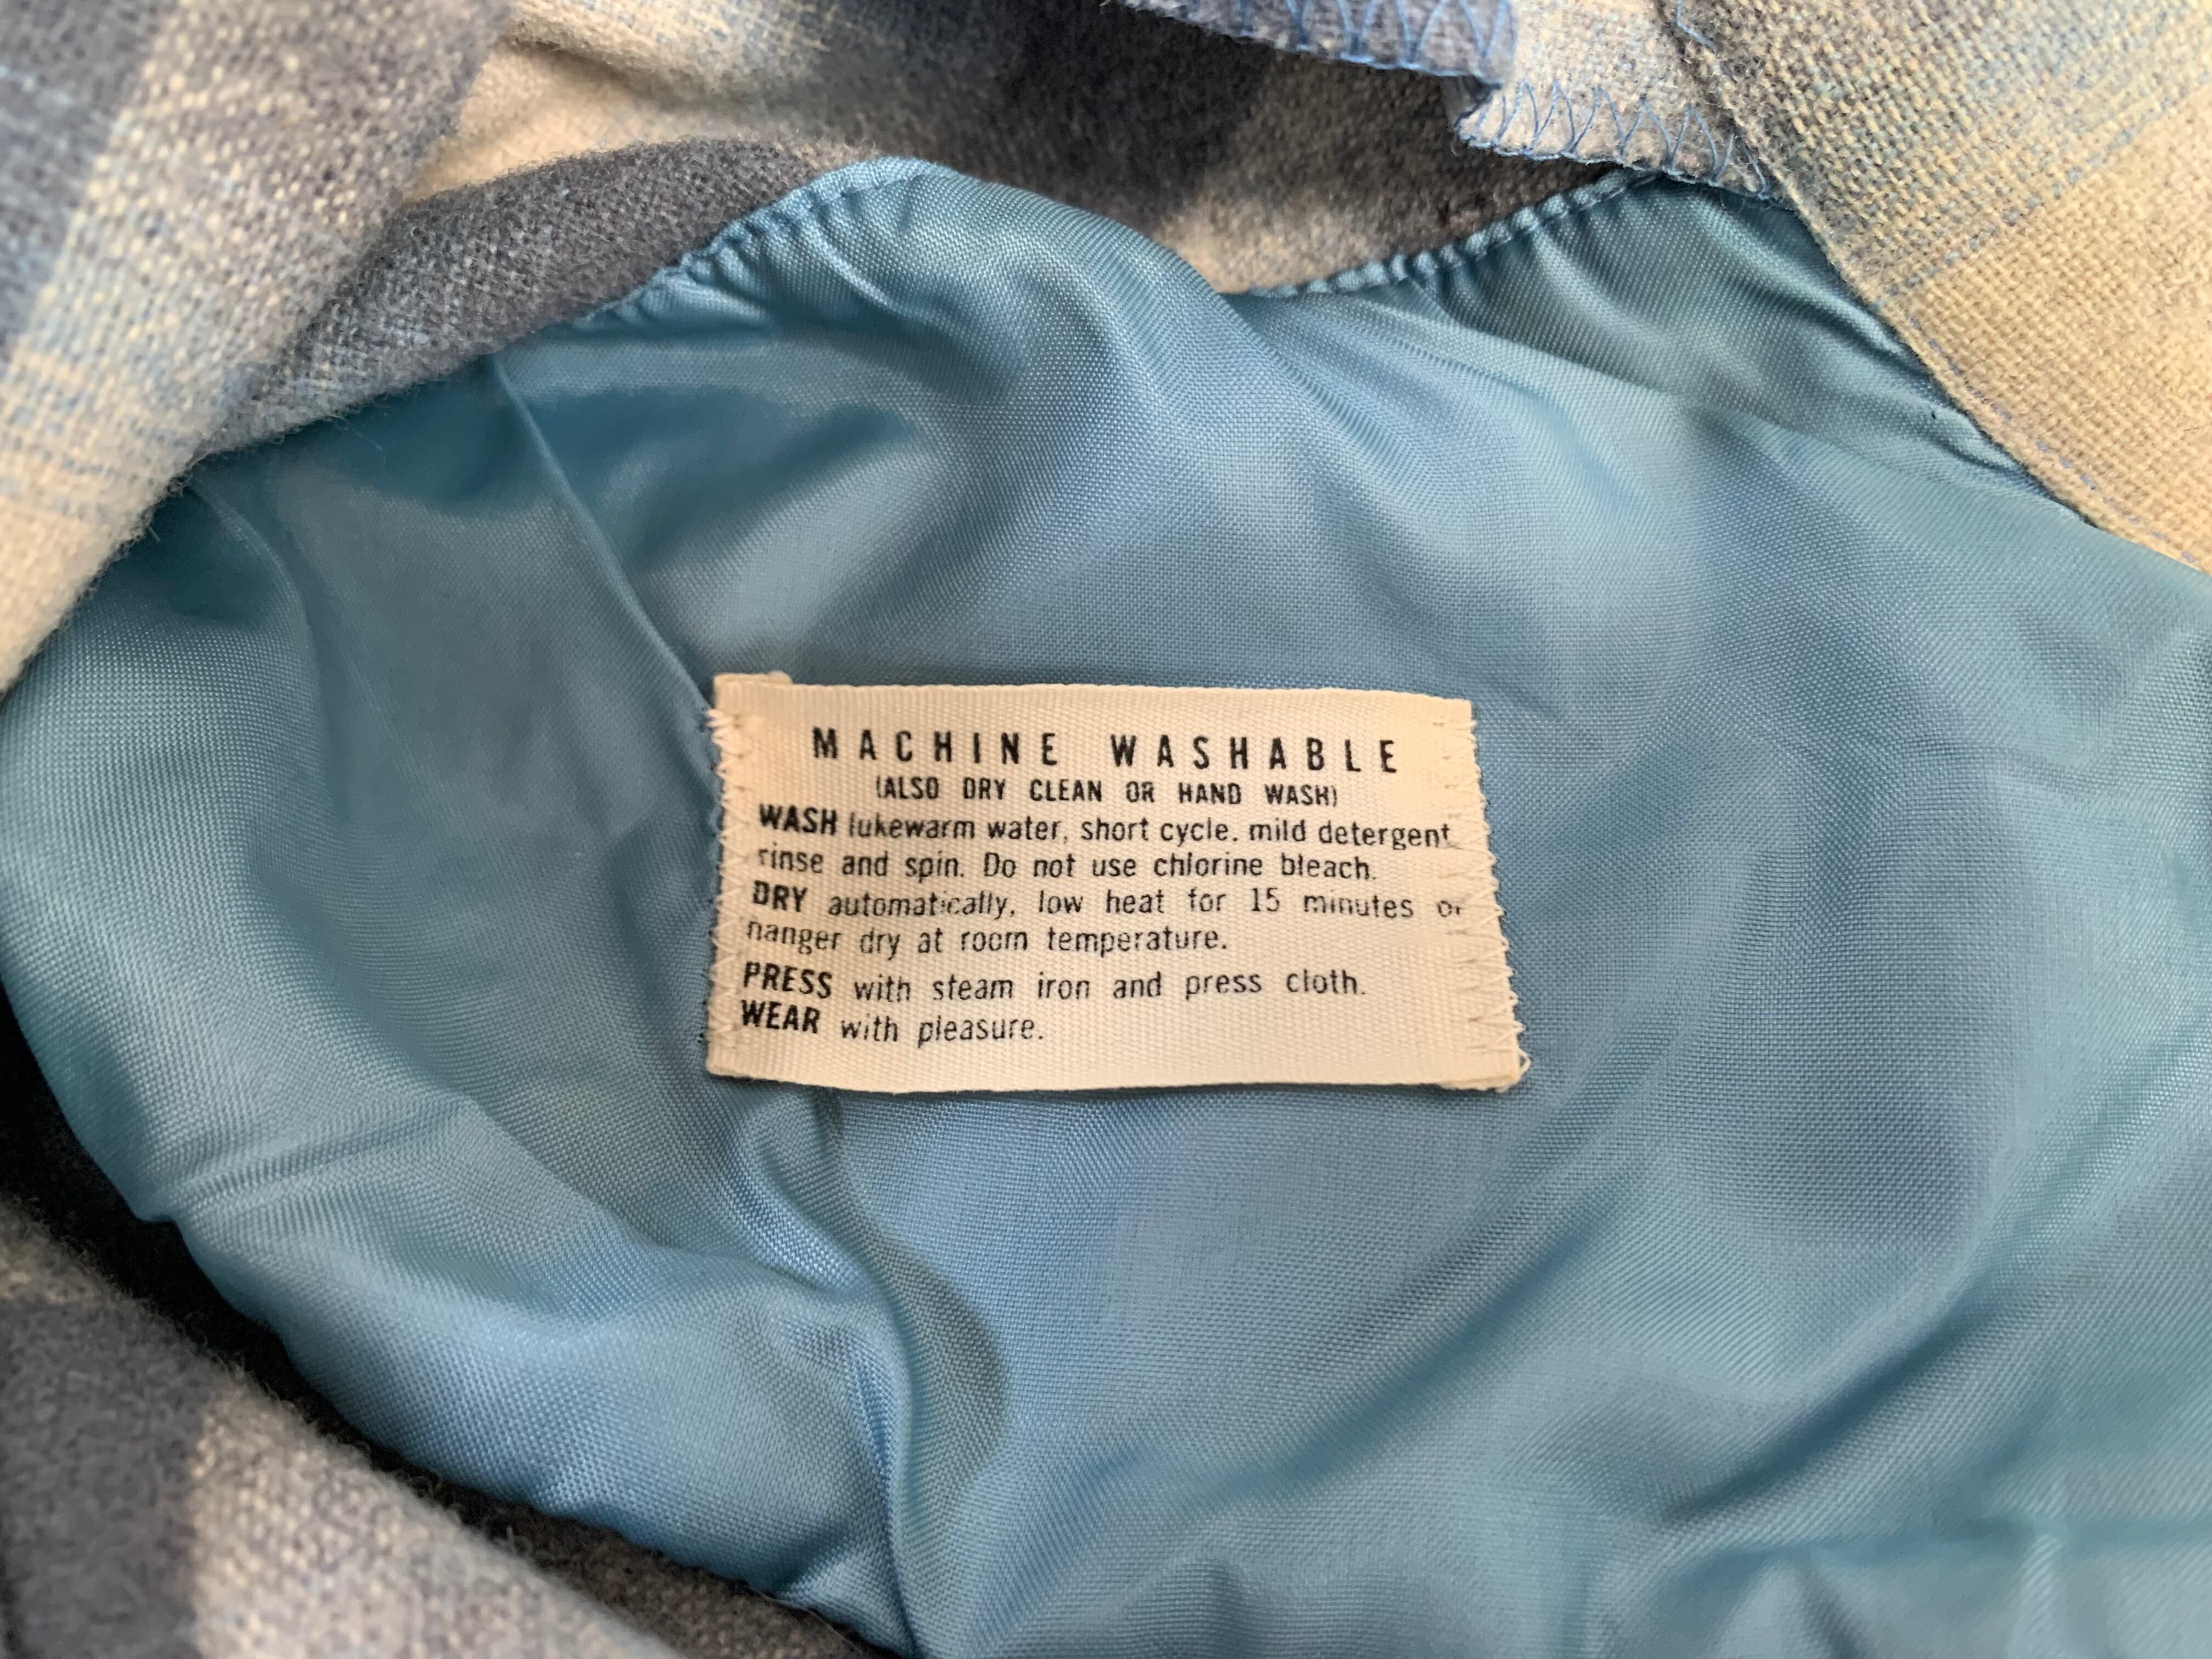 MACHINE WASHABLE
(ALSO DRY CLEAN OR HAND WASH)
WASH lukewarm water, short cycle. mild detergent
rinse and spin. Do not use chlorine bleach.
DRY automatically, low heat for 15 minutes or
hanger dry at room temperature.
PRESS with steam iron and press cloth.
WEAR with pleasure.